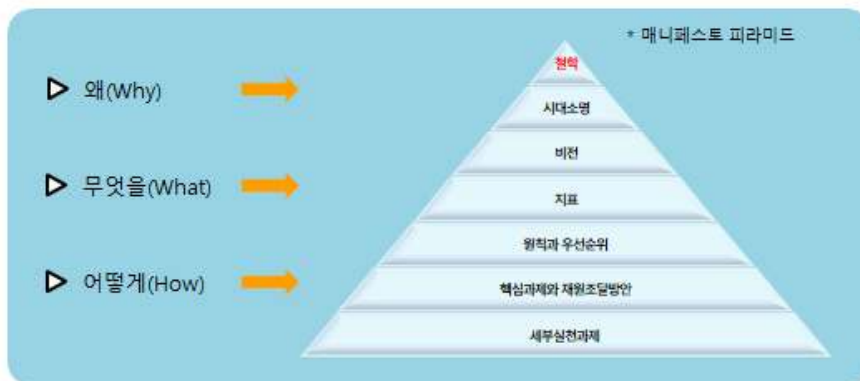 * 매니페스토 피라미드
왜(Why)
무엇을(What)
어떻게(How)
철학
시대소명
비전
지표
원칙과 우선순위
핵심과제와 재원조달방안
세부실천과제